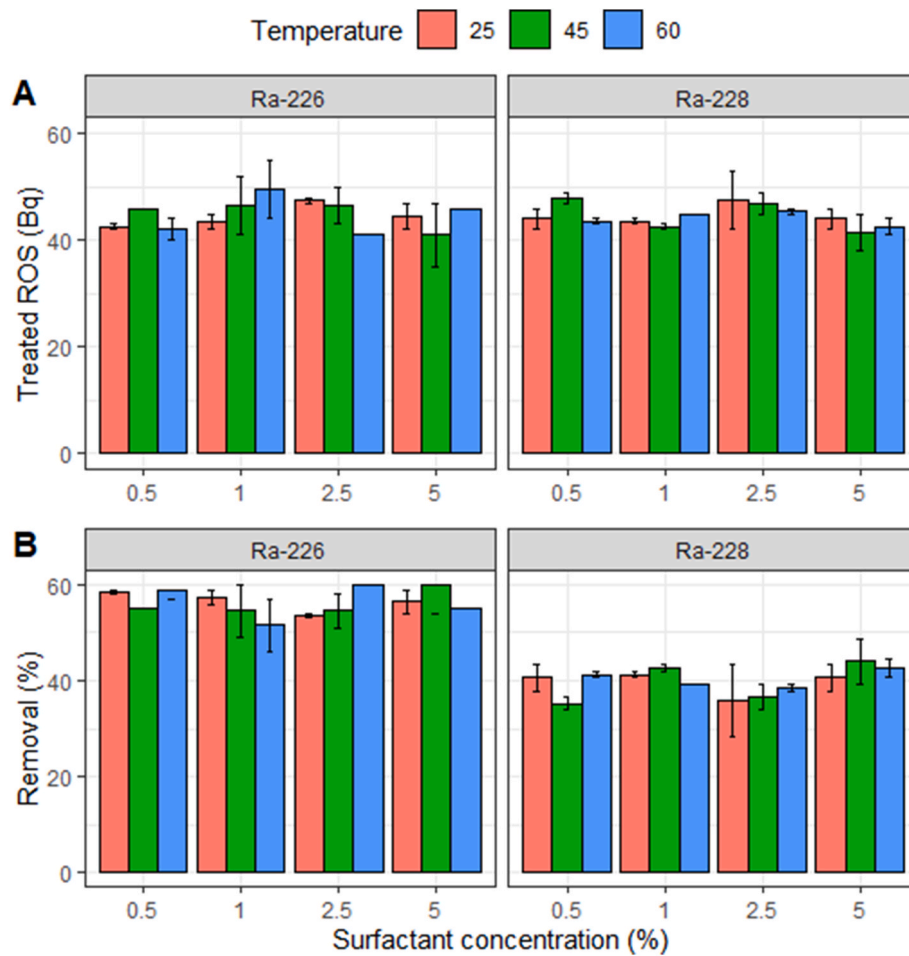 Temperature 25 45 60
A
Ra-226 Ra-228
Treated ROS (Bq)
60
40
20
0
0.5 1 2.5 5 0.5 1 2.5 5
B
Ra-226 Ra-228
Removal (%)
60
40
20
0
0.5 1 2.5 5 0.5 1 2.5 5
Surfactant concentration (%)